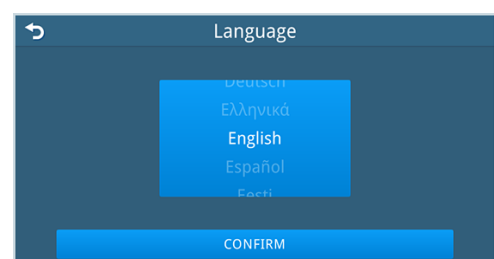 Language
Deutsch
Ελληνικά
English
Español
Eesti
CONFIRM